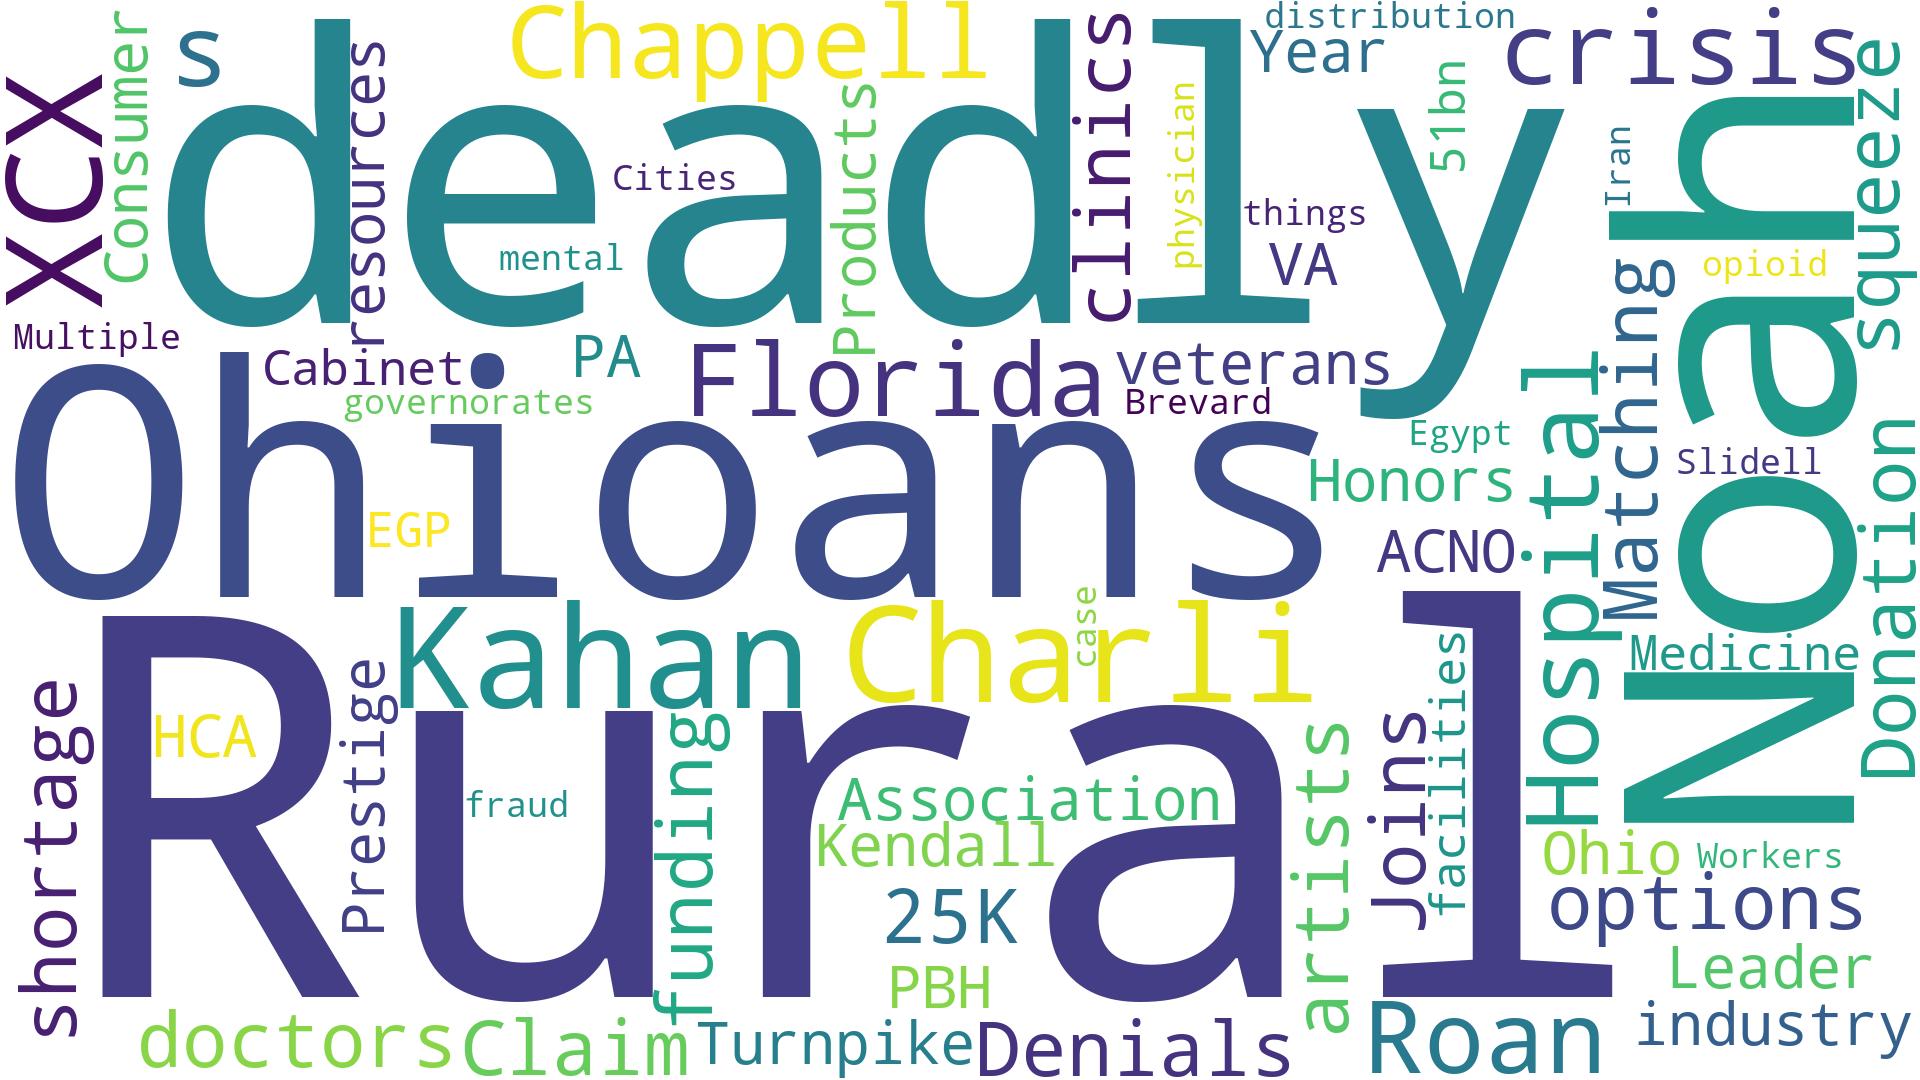 Chappell
distribution
Year
crisis
s
deadly
XCX
Consumer
resources
Cities
mental
Products
clinics
physician
things
VA
51bn
Iran
squeeze
Noah
opioid
Multiple
Cabinet
PA
governorates
Florida
veterans
Brevard
Hospital
Matching
Egypt
Slidell
Ohioans
EGP
Honors
ACNO
Donation
case
Kahan
Charli
Medicine
Rural
shortage
HCA
Prestige
fraud
funding
Association
Kendall
25K
PBH
artists
Joins
facilities
Ohio
Workers
options
Leader
doctors
Claim
Turnpike
Denials
Roan
industry